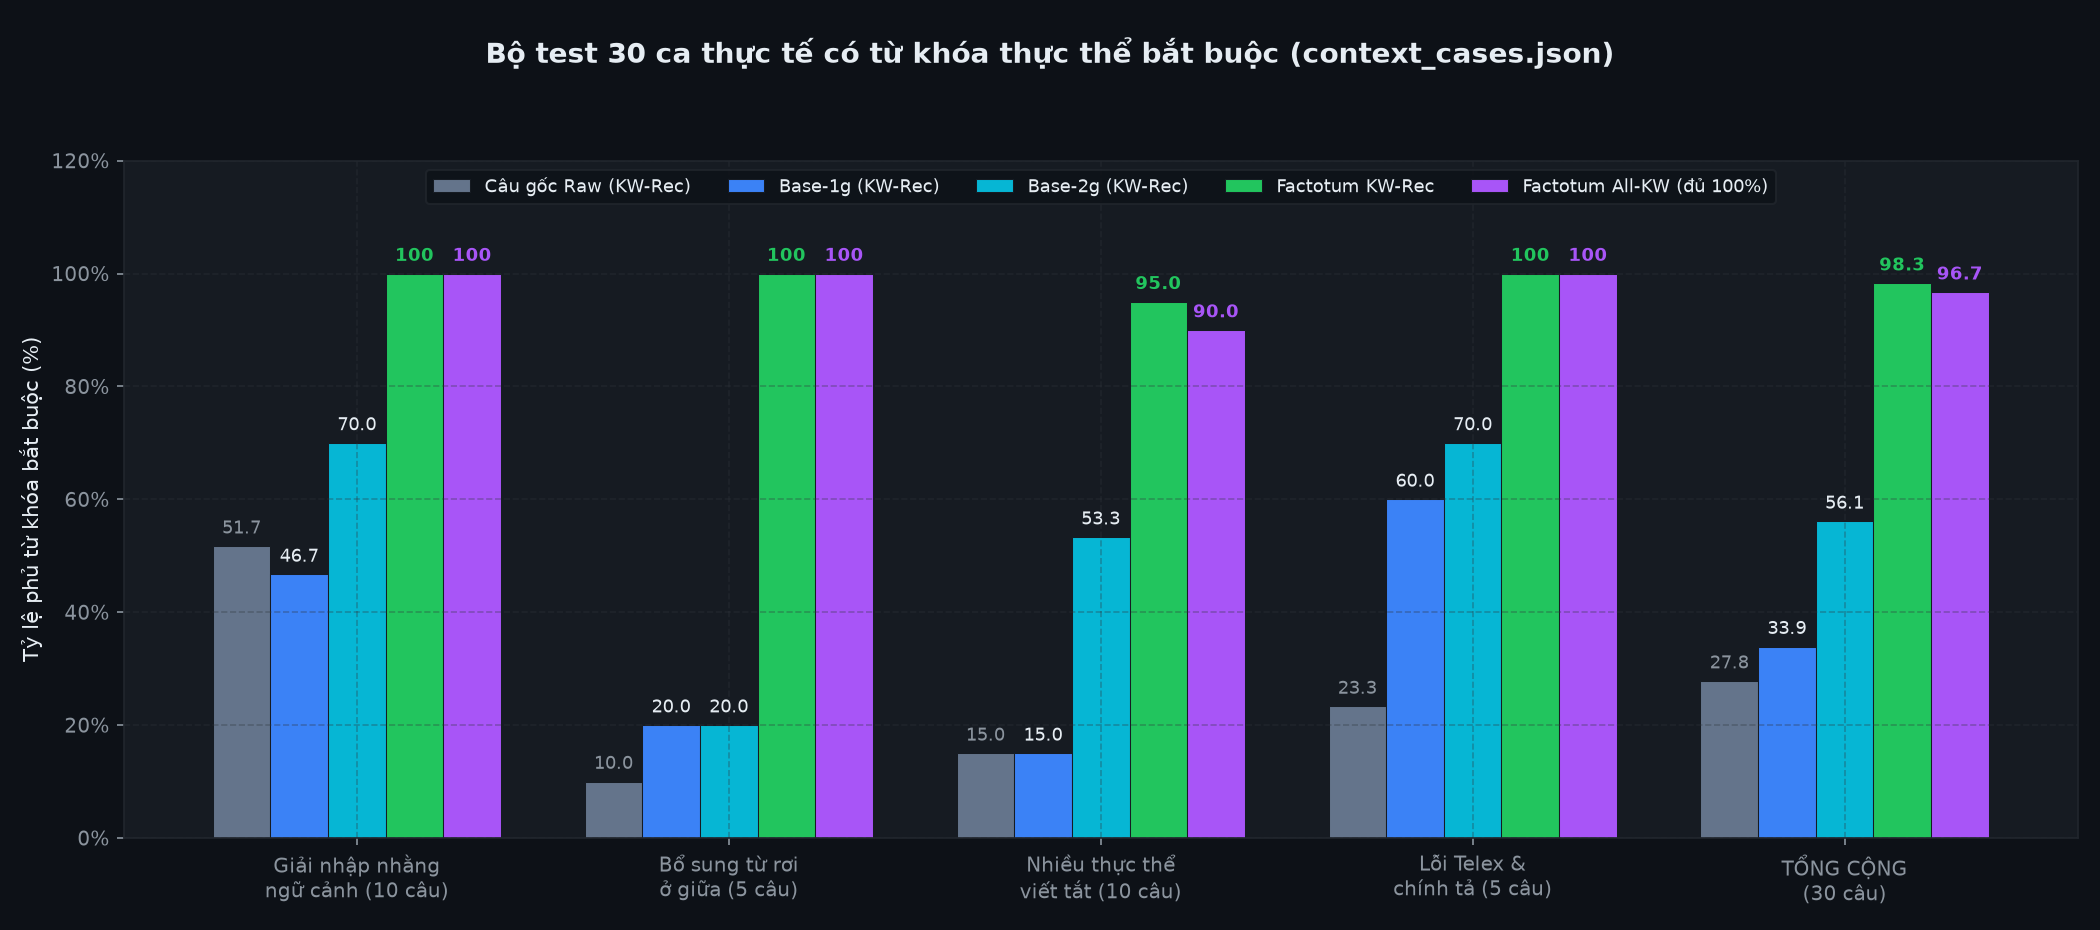 Bộ test 30 ca thực tế có từ khóa thực thể bắt buộc (context_cases.json)
Câu gốc Raw (KW-Rec)
Base-1g (KW-Rec)
Base-2g (KW-Rec)
Factotum KW-Rec
Factotum All-KW (đủ 100%)
Tỷ lệ phủ từ khóa bắt buộc (%)
120%
100%
80%
60%
40%
20%
0%
51.7
46.7
70.0
100
100
10.0
20.0
20.0
100
100
15.0
15.0
53.3
95.0
90.0
23.3
60.0
70.0
100
100
27.8
33.9
56.1
98.3
96.7
Giải nhập nhằng
ngữ cảnh (10 câu)
Bổ sung từ rơi
ở giữa (5 câu)
Nhiều thực thể
viết tắt (10 câu)
Lỗi Telex &
chính tả (5 câu)
TỔNG CỘNG
(30 câu)